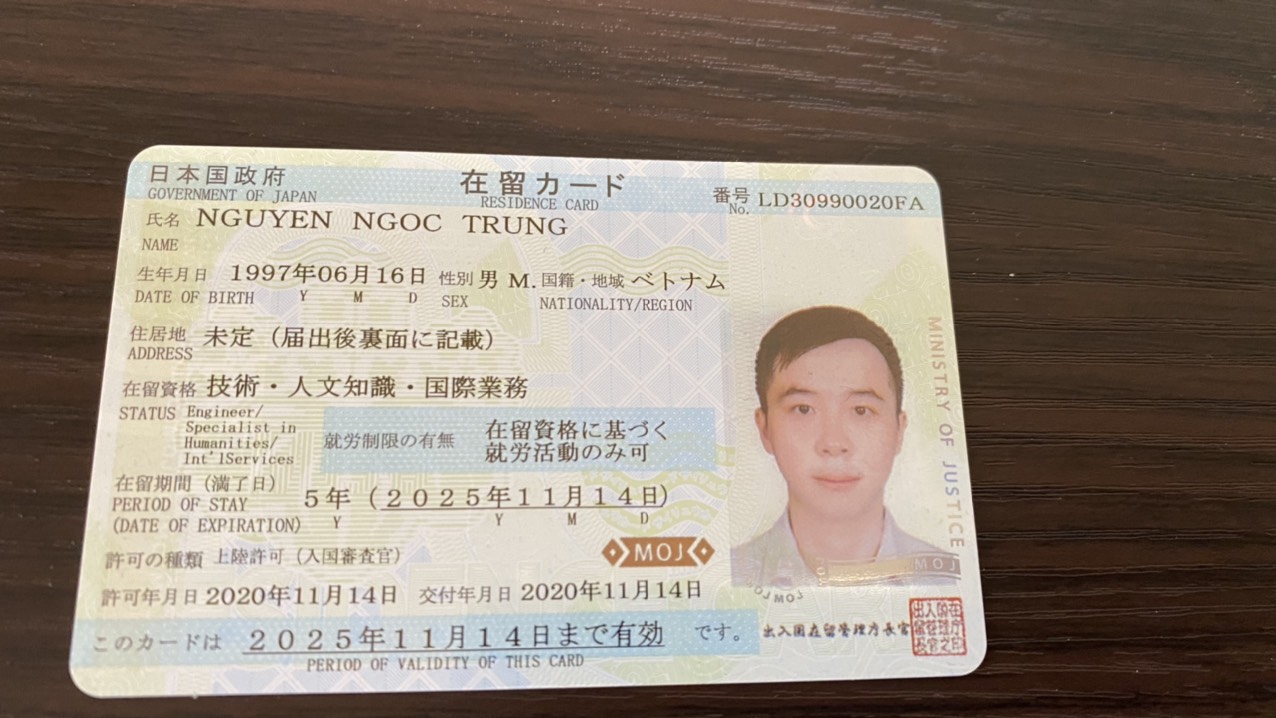 日本国政府 在留カード 番号 LD30990020FA
GOVERNMENT OF JAPAN RESIDENCE CARD No.
氏名 NGUYEN NGOC TRUNG
NAME
生年月日 1997年06月16日 性別 男 M. 国籍・地域 ベトナム
DATE OF BIRTH Y M D SEX NATIONALITY/REGION
住居地 未定（届出後裏面に記載）
ADDRESS
在留資格 技術・人文知識・国際業務
STATUS Engineer/
Specialist in
Humanities/
Int'lServices
就労制限の有無 在留資格に基づく
就労活動のみ可
在留期間（満了日）
PERIOD OF STAY
(DATE OF EXPIRATION)
5年（2025年11月14日）
Y Y M D
許可の種類 上陸許可（入国審査官）
MOJ
許可年月日 2020年11月14日 交付年月日 2020年11月14日
このカードは 2025年11月14日まで有効 です。
PERIOD OF VALIDITY OF THIS CARD
MINISTRY OF JUSTICE
MOJ
MOJ MOJ
出入国在留管理庁長官